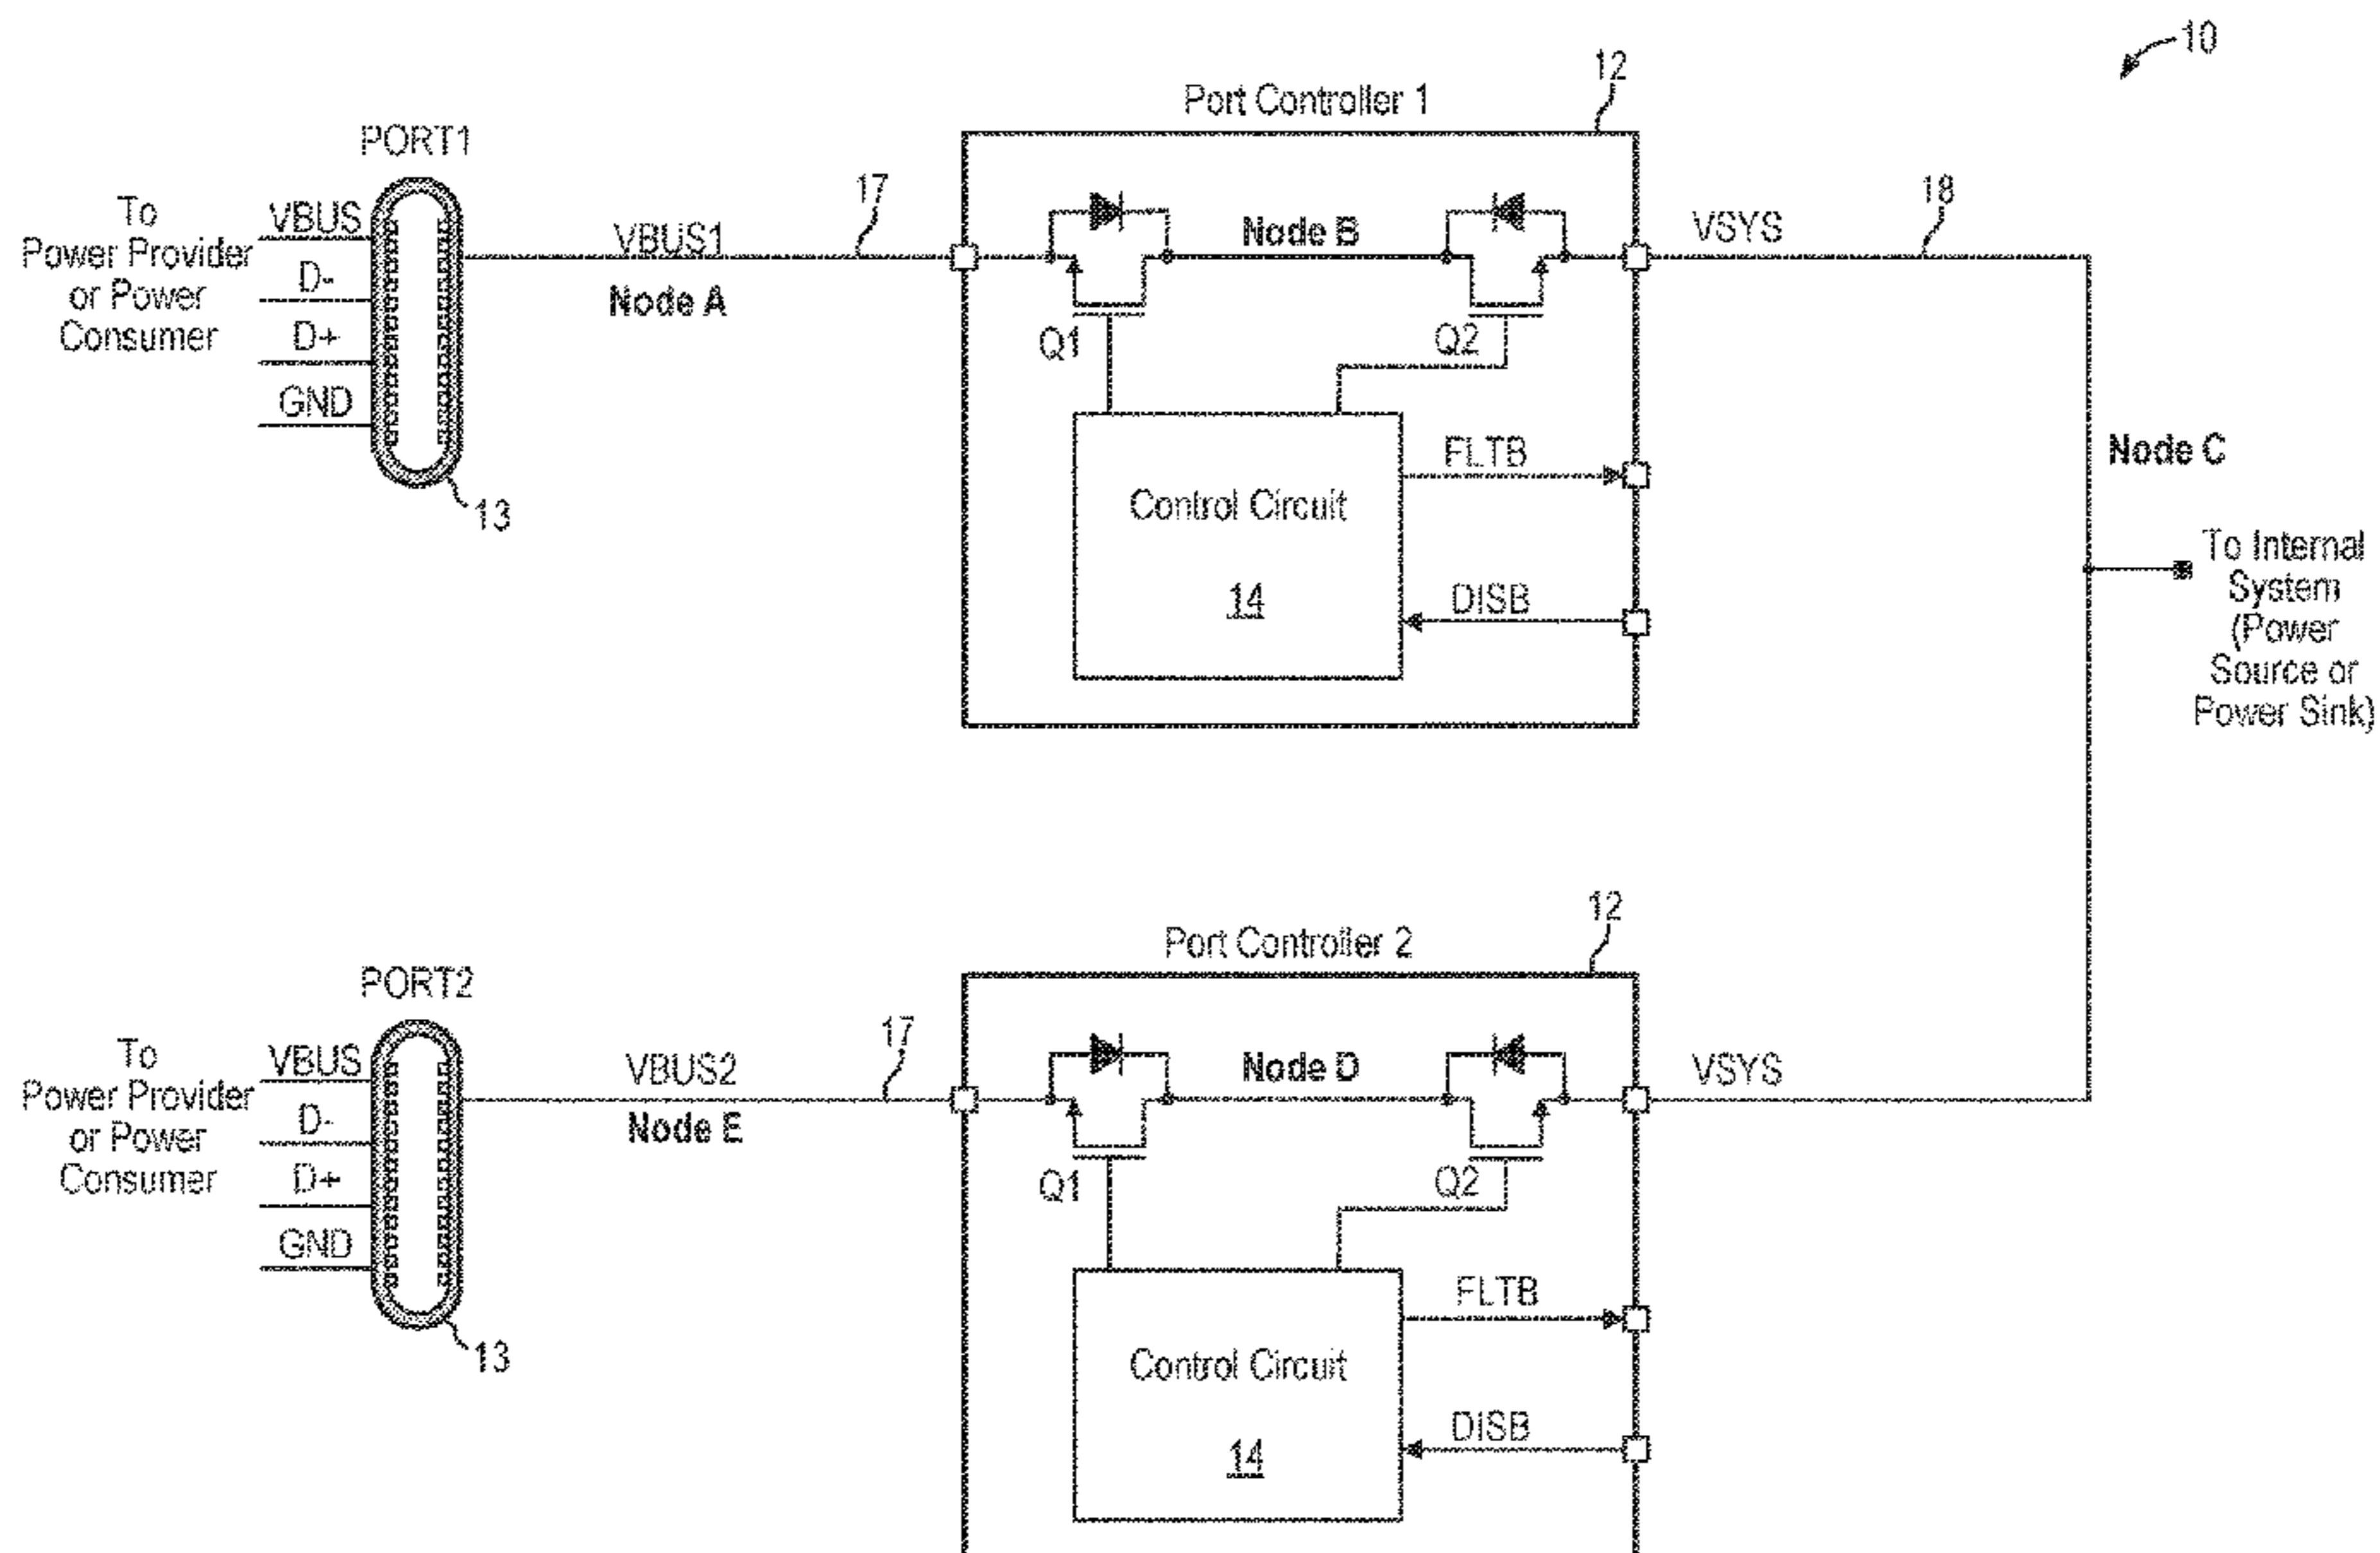 10
Port Controller 1
12
PORT1
To
Power Provider
or Power
Consumer
VBUS
D-
D+
GND
13
VBUS1
17
Node A
Node B
Q1
Q2
Control Circuit
14
FLTB
DISB
VSYS
18
Node C
To Internal
System
(Power
Source or
Power Sink)
Port Controller 2
12
PORT2
To
Power Provider
or Power
Consumer
VBUS
D-
D+
GND
13
VBUS2
17
Node E
Node D
Q1
Q2
Control Circuit
14
FLTB
DISB
VSYS